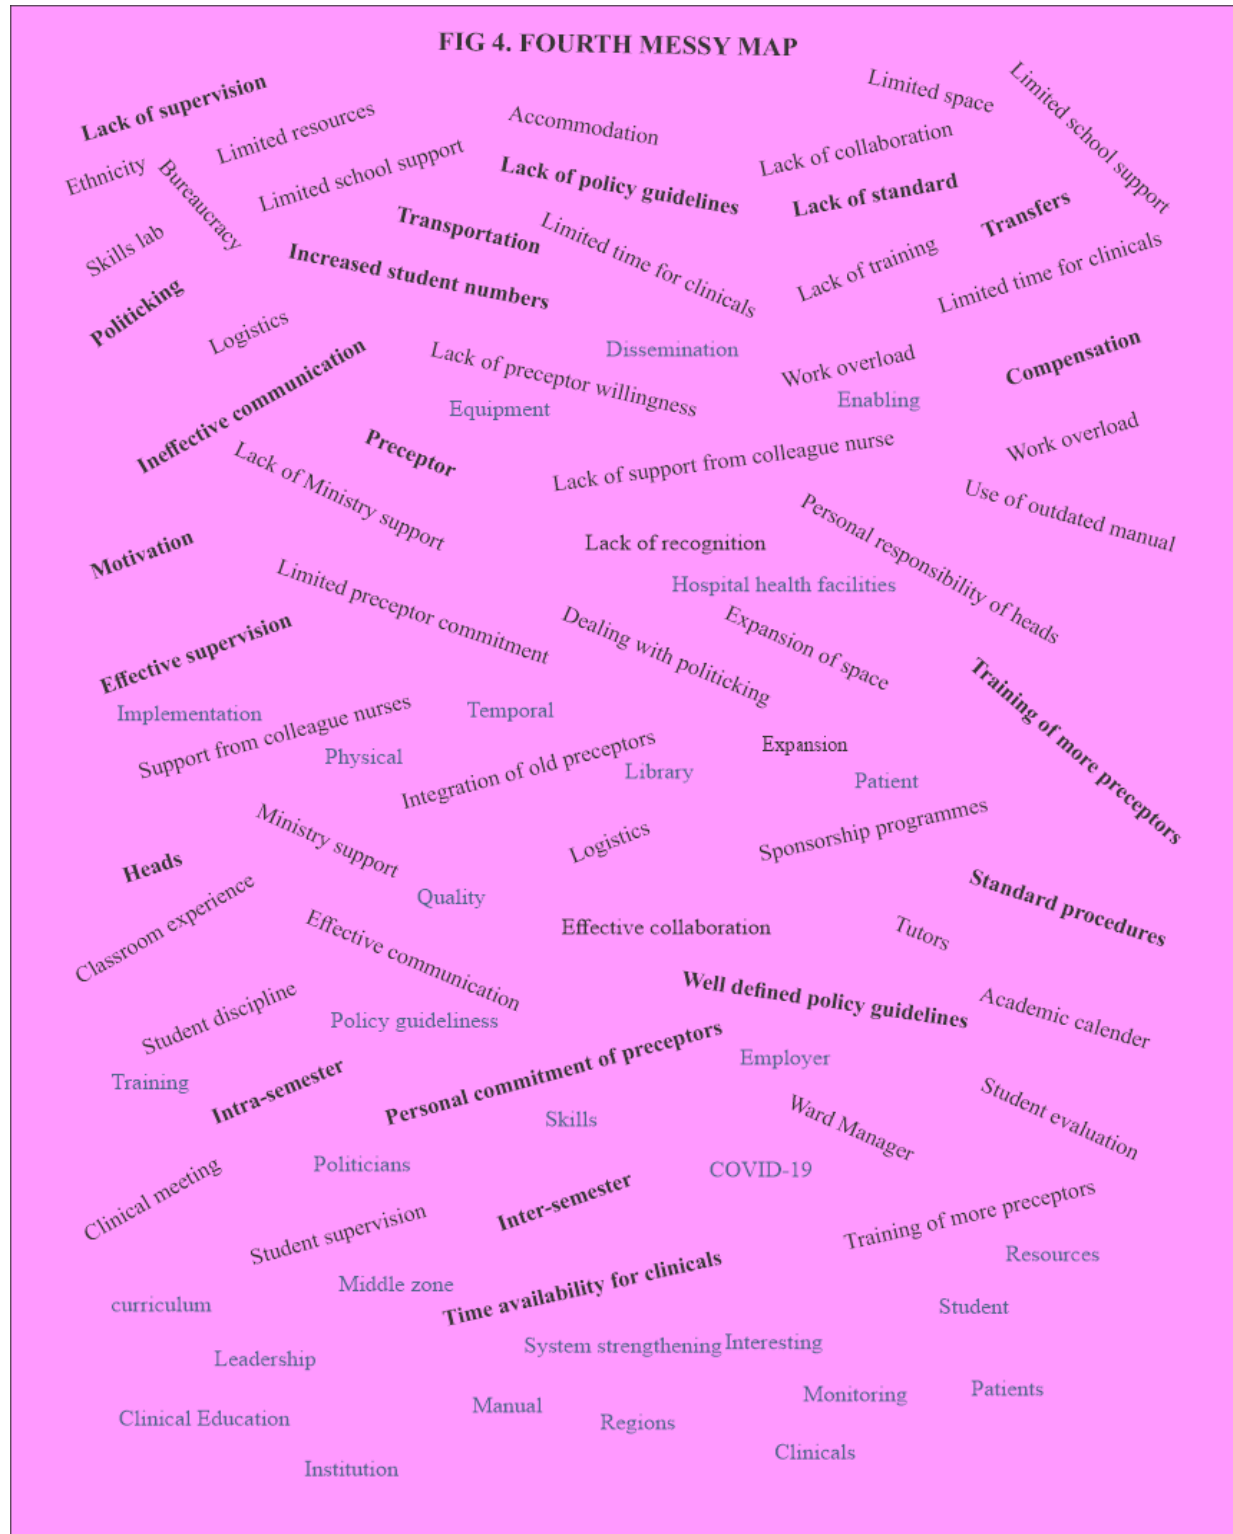 FIG 4. FOURTH MESSY MAP
Lack of supervision
Limited resources
Accommodation
Limited space
Limited school support
Ethnicity
Bureaucracy
Limited school support
Lack of policy guidelines
Lack of collaboration
Lack of standard
Transfers
Skills lab
Transportation
Limited time for clinicals
Lack of training
Limited time for clinicals
Increased student numbers
Politicking
Logistics
Dissemination
Ineffective communication
Lack of preceptor willingness
Work overload
Compensation
Equipment
Enabling
Preceptor
Lack of support from colleague nurse
Work overload
Lack of Ministry support
Use of outdated manual
Personal responsibility of heads
Motivation
Lack of recognition
Hospital health facilities
Limited preceptor commitment
Dealing with politicking
Expansion of space
Effective supervision
Training of more preceptors
Implementation
Temporal
Support from colleague nurses
Physical
Integration of old preceptors
Expansion
Library
Patient
Ministry support
Logistics
Sponsorship programmes
Heads
Quality
Standard procedures
Classroom experience
Effective communication
Effective collaboration
Tutors
Well defined policy guidelines
Academic calender
Student discipline
Policy guideliness
Personal commitment of preceptors
Employer
Training
Intra-semester
Skills
Ward Manager
Student evaluation
Politicians
COVID-19
Clinical meeting
Inter-semester
Student supervision
Training of more preceptors
Resources
Middle zone
Time availability for clinicals
curriculum
Student
System strengthening
Interesting
Leadership
Monitoring
Patients
Manual
Clinical Education
Regions
Clinicals
Institution